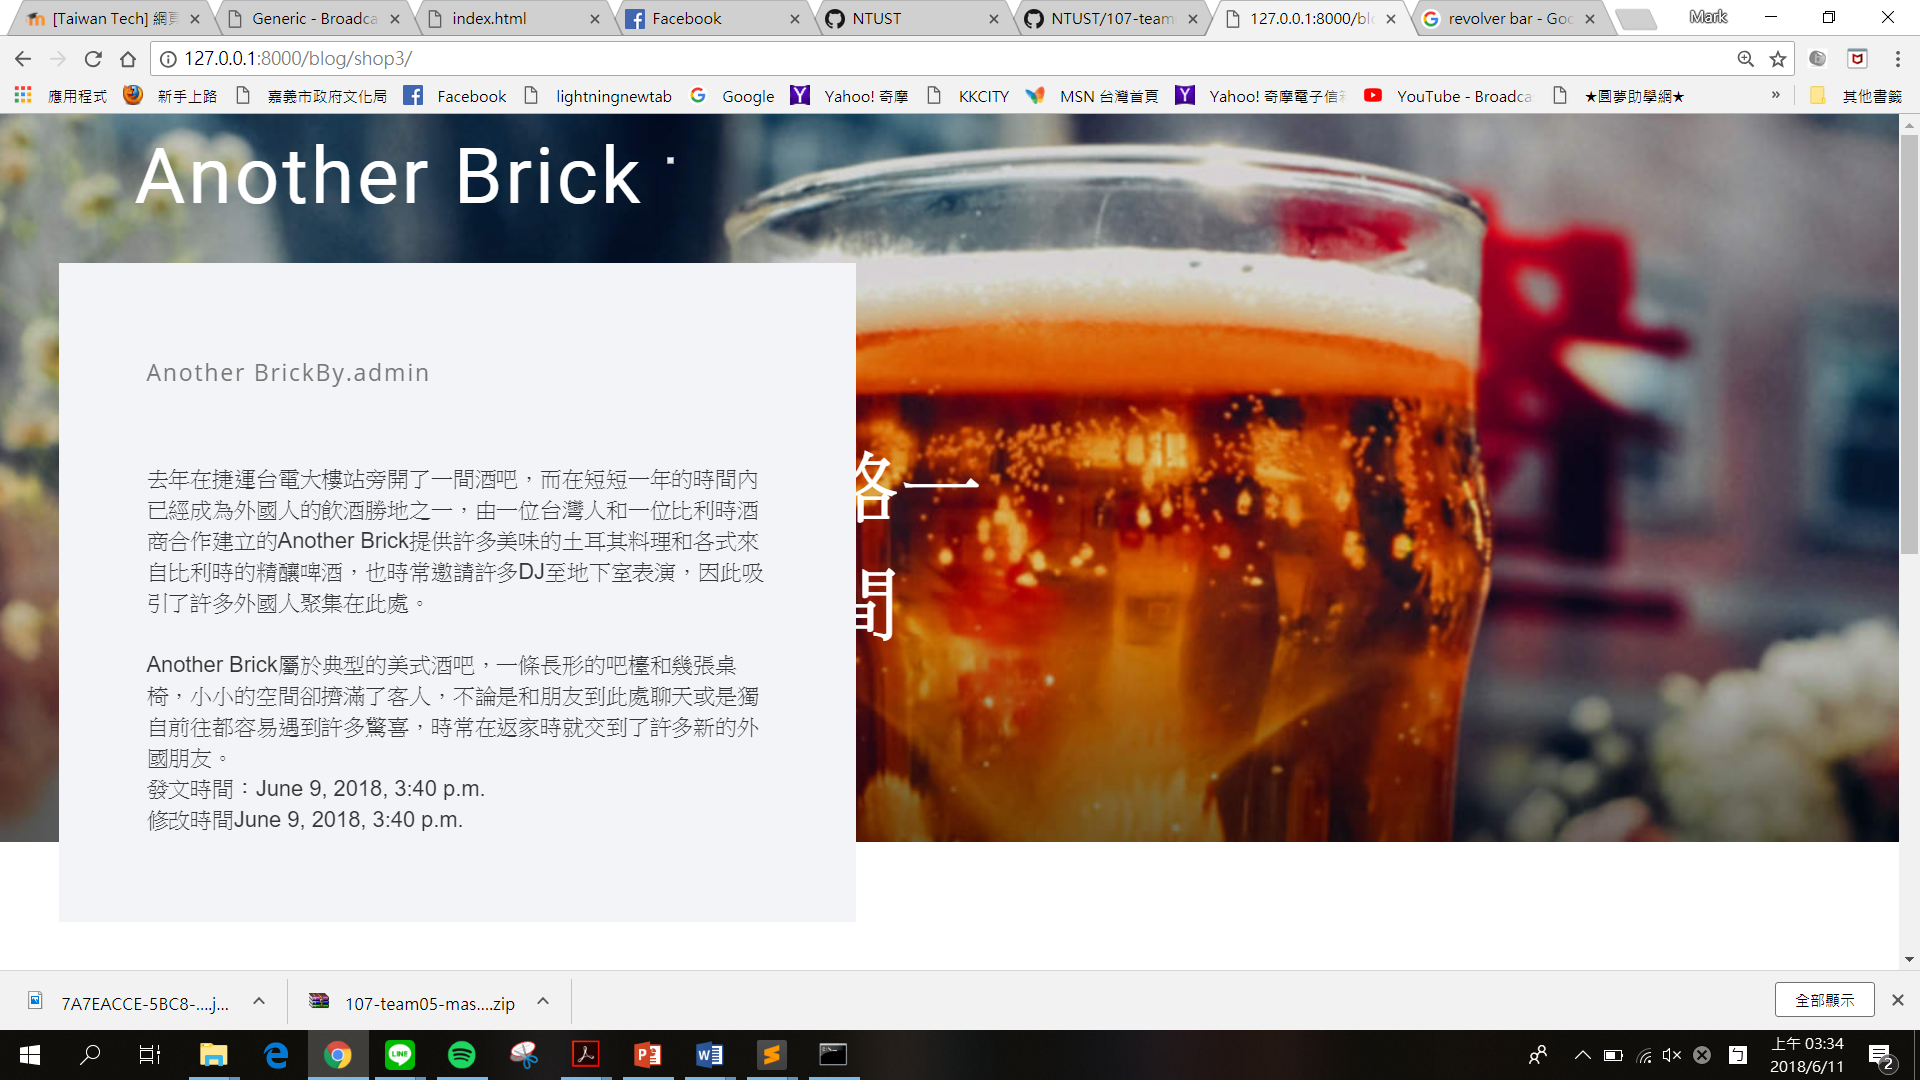 [Taiwan Tech] 網頁
Generic - Broadca
index.html
Facebook
NTUST
NTUST/107-team
127.0.0.1:8000/blo
revolver bar - Goo
Mark
127.0.0.1:8000/blog/shop3/
應用程式
新手上路
嘉義市政府文化局
Facebook
lightningnewtab
Google
Yahoo! 奇摩
KKCITY
MSN 台灣首頁
Yahoo! 奇摩電子信箱
YouTube - Broadca
★圓夢助學網★
»
其他書籤
Another Brick
Another BrickBy.admin
去年在捷運台電大樓站旁開了一間酒吧，而在短短一年的時間內
已經成為外國人的飲酒勝地之一，由一位台灣人和一位比利時酒
商合作建立的Another Brick提供許多美味的土耳其料理和各式來
自比利時的精釀啤酒，也時常邀請許多DJ至地下室表演，因此吸
引了許多外國人聚集在此處。
Another Brick屬於典型的美式酒吧，一條長形的吧檯和幾張桌
椅，小小的空間卻擠滿了客人，不論是和朋友到此處聊天或是獨
自前往都容易遇到許多驚喜，時常在返家時就交到了許多新的外
國朋友。
發文時間：June 9, 2018, 3:40 p.m.
修改時間June 9, 2018, 3:40 p.m.
一
間
7A7EACCE-5BC8-....j...
107-team05-mas....zip
全部顯示
LINE
上午 03:34
2018/6/11
2